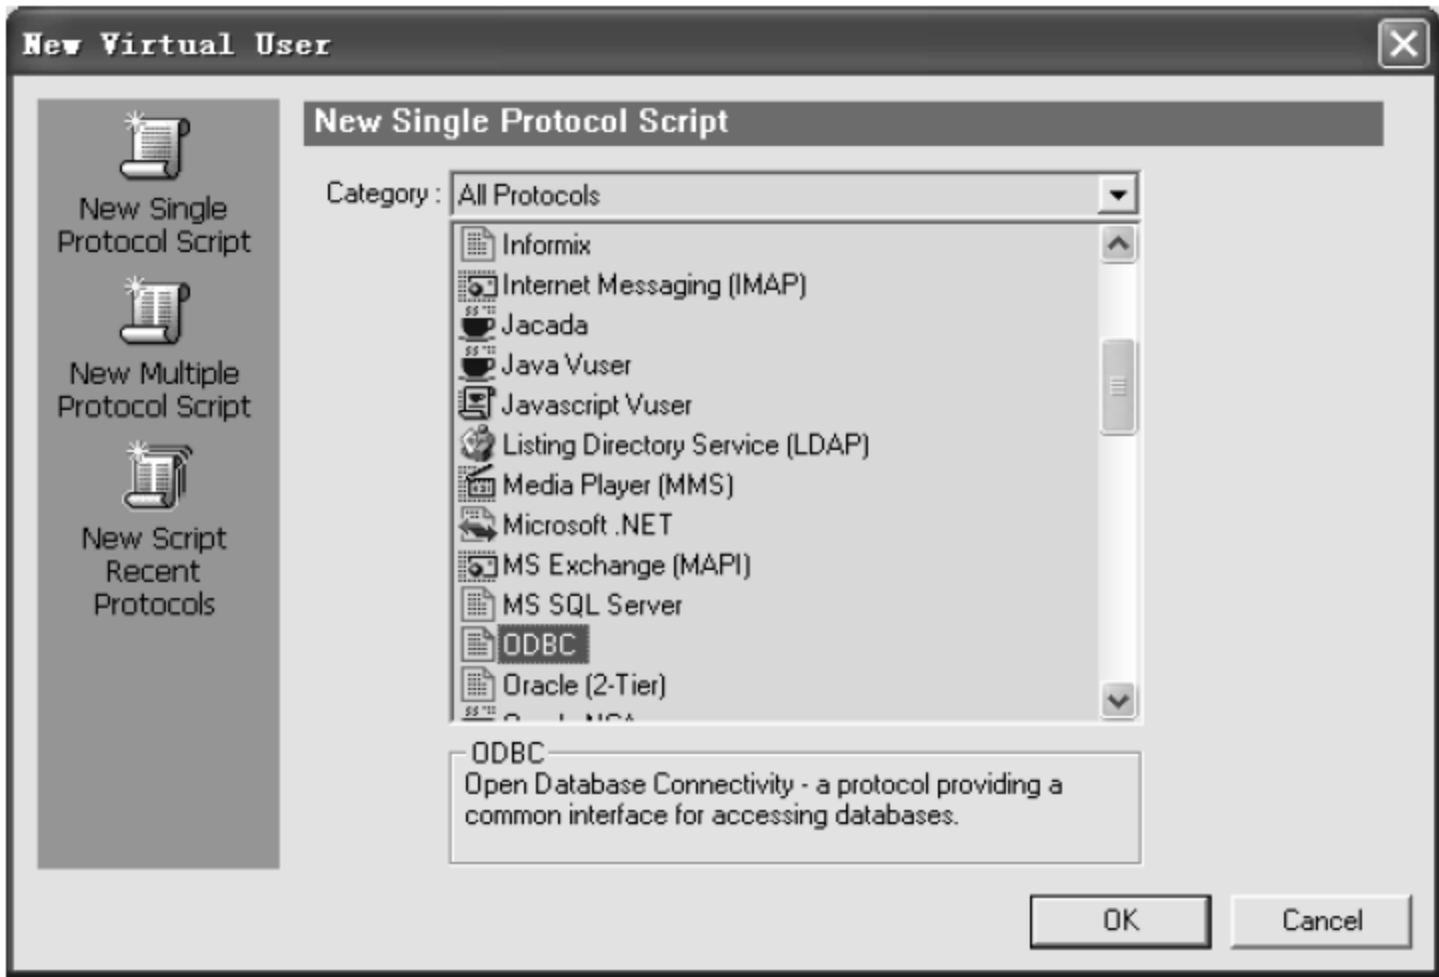 New Virtual User
New Single
Protocol Script
New Multiple
Protocol Script
New Script
Recent
Protocols
New Single Protocol Script
Category :
All Protocols
Informix
Internet Messaging (IMAP)
Jacada
Java Vuser
Javascript Vuser
Listing Directory Service (LDAP)
Media Player (MMS)
Microsoft .NET
MS Exchange (MAPI)
MS SQL Server
ODBC
Oracle (2-Tier)
ODBC
Open Database Connectivity - a protocol providing a
common interface for accessing databases.
OK
Cancel